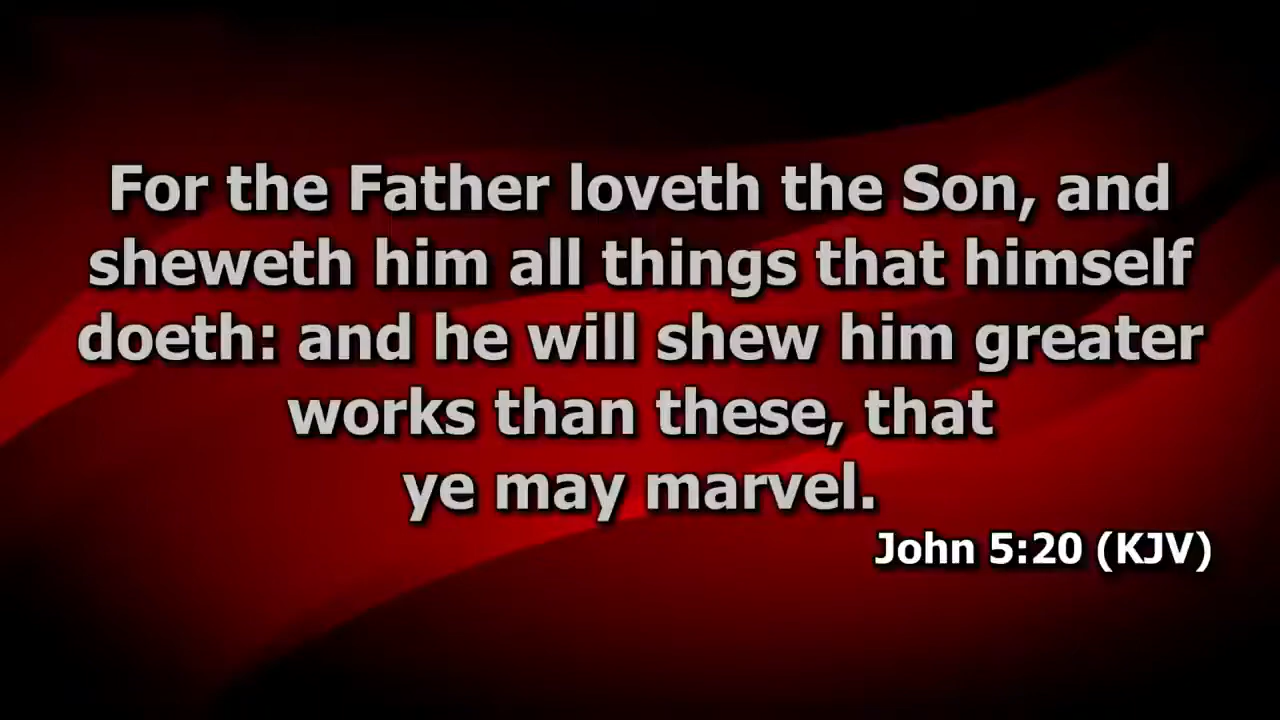 For the Father loveth the Son, and
sheweth him all things that himself
doeth: and he will shew him greater
works than these, that
ye may marvel.
John 5:20 (KJV)